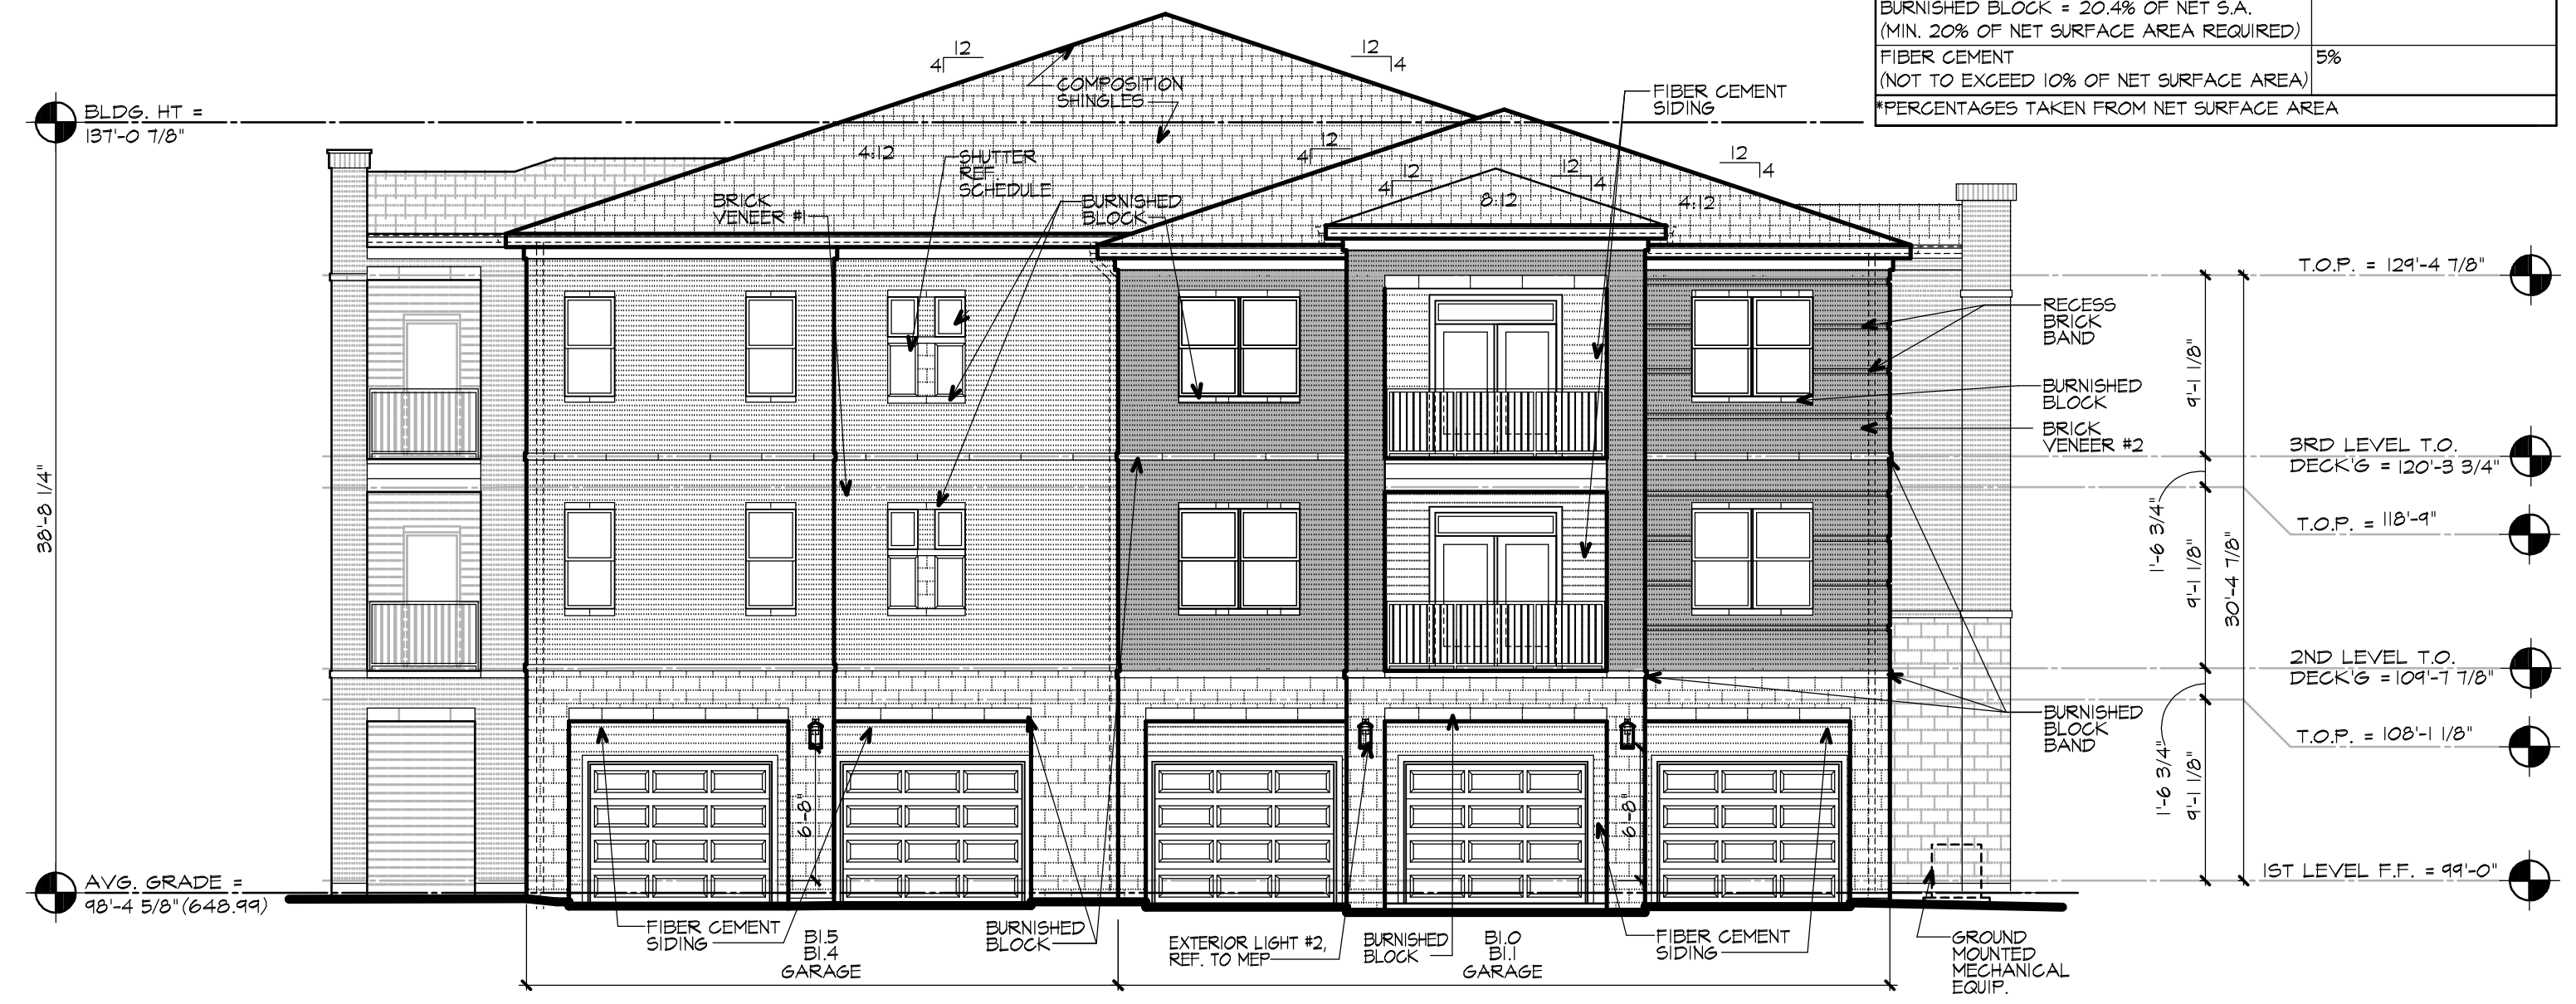 BURNISHED BLOCK = 20.4% OF NET S.A.
(MIN. 20% OF NET SURFACE AREA REQUIRED)
FIBER CEMENT
5%
(NOT TO EXCEED 10% OF NET SURFACE AREA)
*PERCENTAGES TAKEN FROM NET SURFACE AREA
BLDG. HT =
137'-0 7/8"
38'-8 1/4"
AVG. GRADE =
98'-4 5/8" (648.99)
12
4
12
4
COMPOSITION
SHINGLES
FIBER CEMENT
SIDING
4:12
SHUTTER
REF.
SCHEDULE
BRICK
VENEER #1
BURNISHED
BLOCK
12
4
12
4
12
4
12
4
8:12
4:12
T.O.P. = 129'-4 7/8"
RECESS
BRICK
BAND
9'-1 1/8"
BURNISHED
BLOCK
BRICK
VENEER #2
3RD LEVEL T.O.
DECK'G = 120'-3 3/4"
1'-6 3/4"
T.O.P. = 118'-9"
9'-1 1/8"
30'-4 7/8"
2ND LEVEL T.O.
DECK'G = 109'-7 7/8"
BURNISHED
BLOCK
BAND
1'-6 3/4"
T.O.P. = 108'-1 1/8"
9'-1 1/8"
1ST LEVEL F.F. = 99'-0"
6'-8"
6'-8"
FIBER CEMENT
SIDING
B1.5
B1.4
GARAGE
BURNISHED
BLOCK
EXTERIOR LIGHT #2,
REF. TO MEP
BURNISHED
BLOCK
B1.0
B1.1
GARAGE
FIBER CEMENT
SIDING
GROUND
MOUNTED
MECHANICAL
EQUIP.